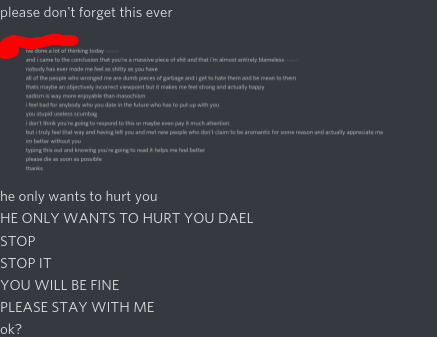 please don't forget this ever
ive done a lot of thinking today
and i came to the conclusion that you're a massive piece of shit and that i'm almost entirely blameless
nobody has ever made me feel as shitty as you have
all of the people who wronged me are dumb pieces of garbage and i get to hate them and be mean to them
thats maybe an objectively incorrect viewpoint but it makes me feel strong and actually happy
sadism is way more enjoyable than masochism
i feel bad for anybody who you date in the future who has to put up with you
you stupid useless scumbag
i don't think you're going to respond to this or maybe even pay it much attention
but i truly feel that way and having left you and met new people who don't claim to be aromantic for some reason and actually appreciate me
im better without you
typing this out and knowing you're going to read it helps me feel better
please die as soon as possible
thanks
he only wants to hurt you
HE ONLY WANTS TO HURT YOU DAEL
STOP
STOP IT
YOU WILL BE FINE
PLEASE STAY WITH ME
ok?